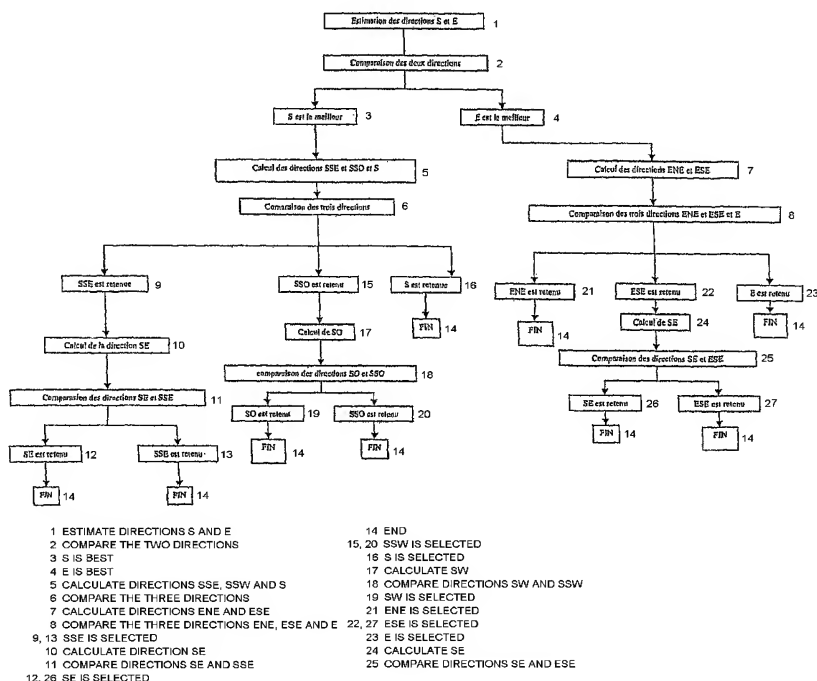 Estimation des directions S et E 1
Comparaison des deux directions 2
S est le meilleur 3
E est le meilleur 4
Calcul des directions SSE et SSO et S 5
Calcul des directions ENE et ESE 7
Comparaison des trois directions 6
Comparaison des trois directions ENE et ESE et E 8
SSE est retenue 9
SSO est retenu 15
S est retenue 16
ENE est retenu 21
ESE est retenu 22
E est retenu 23
FIN 14
Calcul de SO 17
FIN 14
Calcul de SE 24
FIN 14
Calcul de la direction SE 10
comparaison des directions SO et SSO 18
Comparaison des directions SE et ESE 25
Comparaison des directions SE et SSE 11
SO est retenu 19
SSO est retenu 20
SE est retenu 26
ESE est retenu 27
SE est retenu 12
SSE est retenu 13
FIN 14
FIN 14
FIN 14
FIN 14
FIN 14
FIN 14
1 ESTIMATE DIRECTIONS S AND E
2 COMPARE THE TWO DIRECTIONS
3 S IS BEST
4 E IS BEST
5 CALCULATE DIRECTIONS SSE, SSW AND S
6 COMPARE THE THREE DIRECTIONS
7 CALCULATE DIRECTIONS ENE AND ESE
8 COMPARE THE THREE DIRECTIONS ENE, ESE AND E
9, 13 SSE IS SELECTED
10 CALCULATE DIRECTION SE
11 COMPARE DIRECTIONS SE AND SSE
12, 26 SE IS SELECTED
14 END
15, 20 SSW IS SELECTED
16 S IS SELECTED
17 CALCULATE SW
18 COMPARE DIRECTIONS SW AND SSW
19 SW IS SELECTED
21 ENE IS SELECTED
22, 27 ESE IS SELECTED
23 E IS SELECTED
24 CALCULATE SE
25 COMPARE DIRECTIONS SE AND ESE